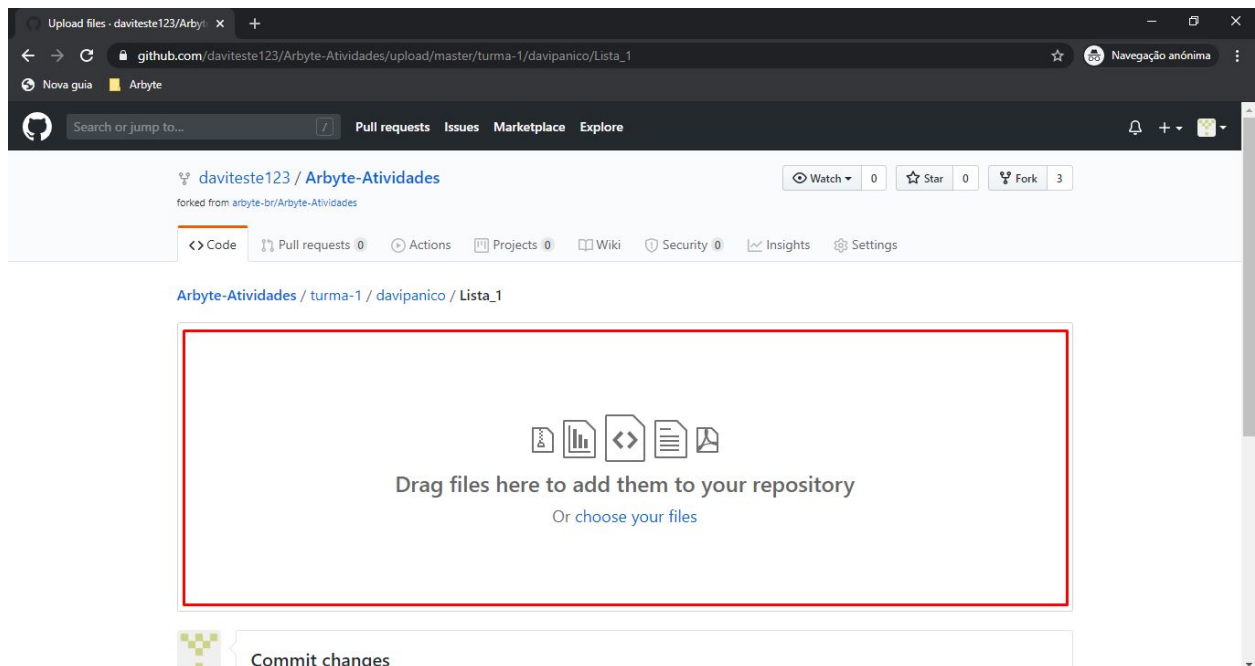 Upload files · daviteste123/Arbyt
github.com/daviteste123/Arbyte-Atividades/upload/master/turma-1/davipanico/Lista_1
Navegação anónima
Nova guia
Arbyte
Search or jump to...
/
Pull requests Issues Marketplace Explore
daviteste123 / Arbyte-Atividades
Watch 0 Star 0 Fork 3
forked from arbyte-br/Arbyte-Atividades
Code Pull requests 0 Actions Projects 0 Wiki Security 0 Insights Settings
Arbyte-Atividades / turma-1 / davipanico / Lista_1
Drag files here to add them to your repository
Or choose your files
Commit changes